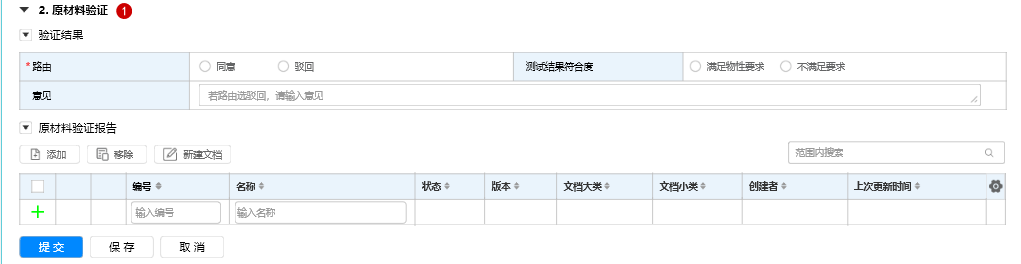 2. 原材料验证 1
验证结果
*路由 同意 驳回 测试结果符合度 满足物性要求 不满足要求
意见 若路由选驳回，请输入意见
原材料验证报告
添加 移除 新建文档 范围内搜索
编号 名称 状态 版本 文档大类 文档小类 创建者 上次更新时间
输入编号 输入名称
提交 保存 取消